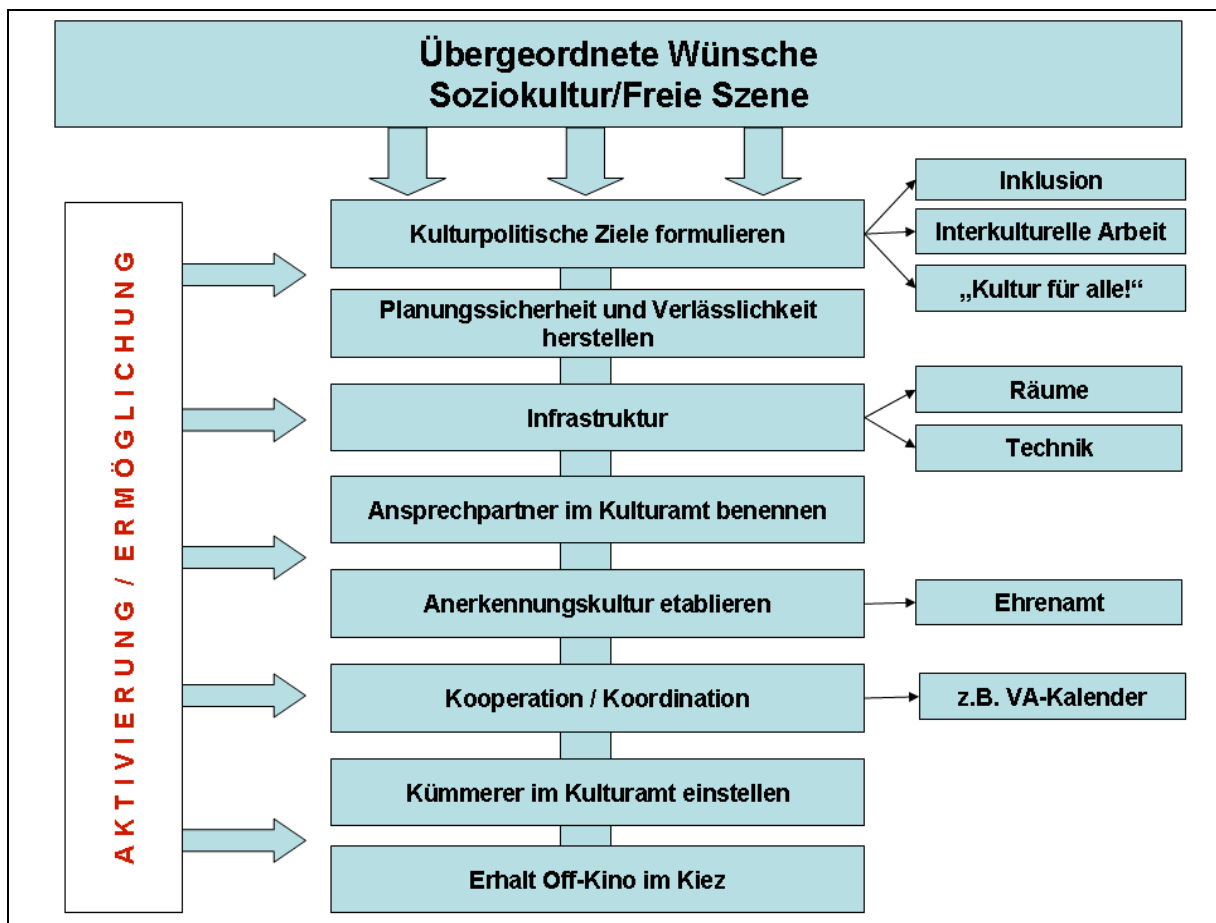 Übergeordnete Wünsche
Soziokultur/Freie Szene
AKTIVIERUNG / ERMÖGLICHUNG
Kulturpolitische Ziele formulieren
Inklusion
Interkulturelle Arbeit
„Kultur für alle!“
Planungssicherheit und Verlässlichkeit
herstellen
Infrastruktur
Räume
Technik
Ansprechpartner im Kulturamt benennen
Anerkennungskultur etablieren
Ehrenamt
Kooperation / Koordination
z.B. VA-Kalender
Kümmerer im Kulturamt einstellen
Erhalt Off-Kino im Kiez